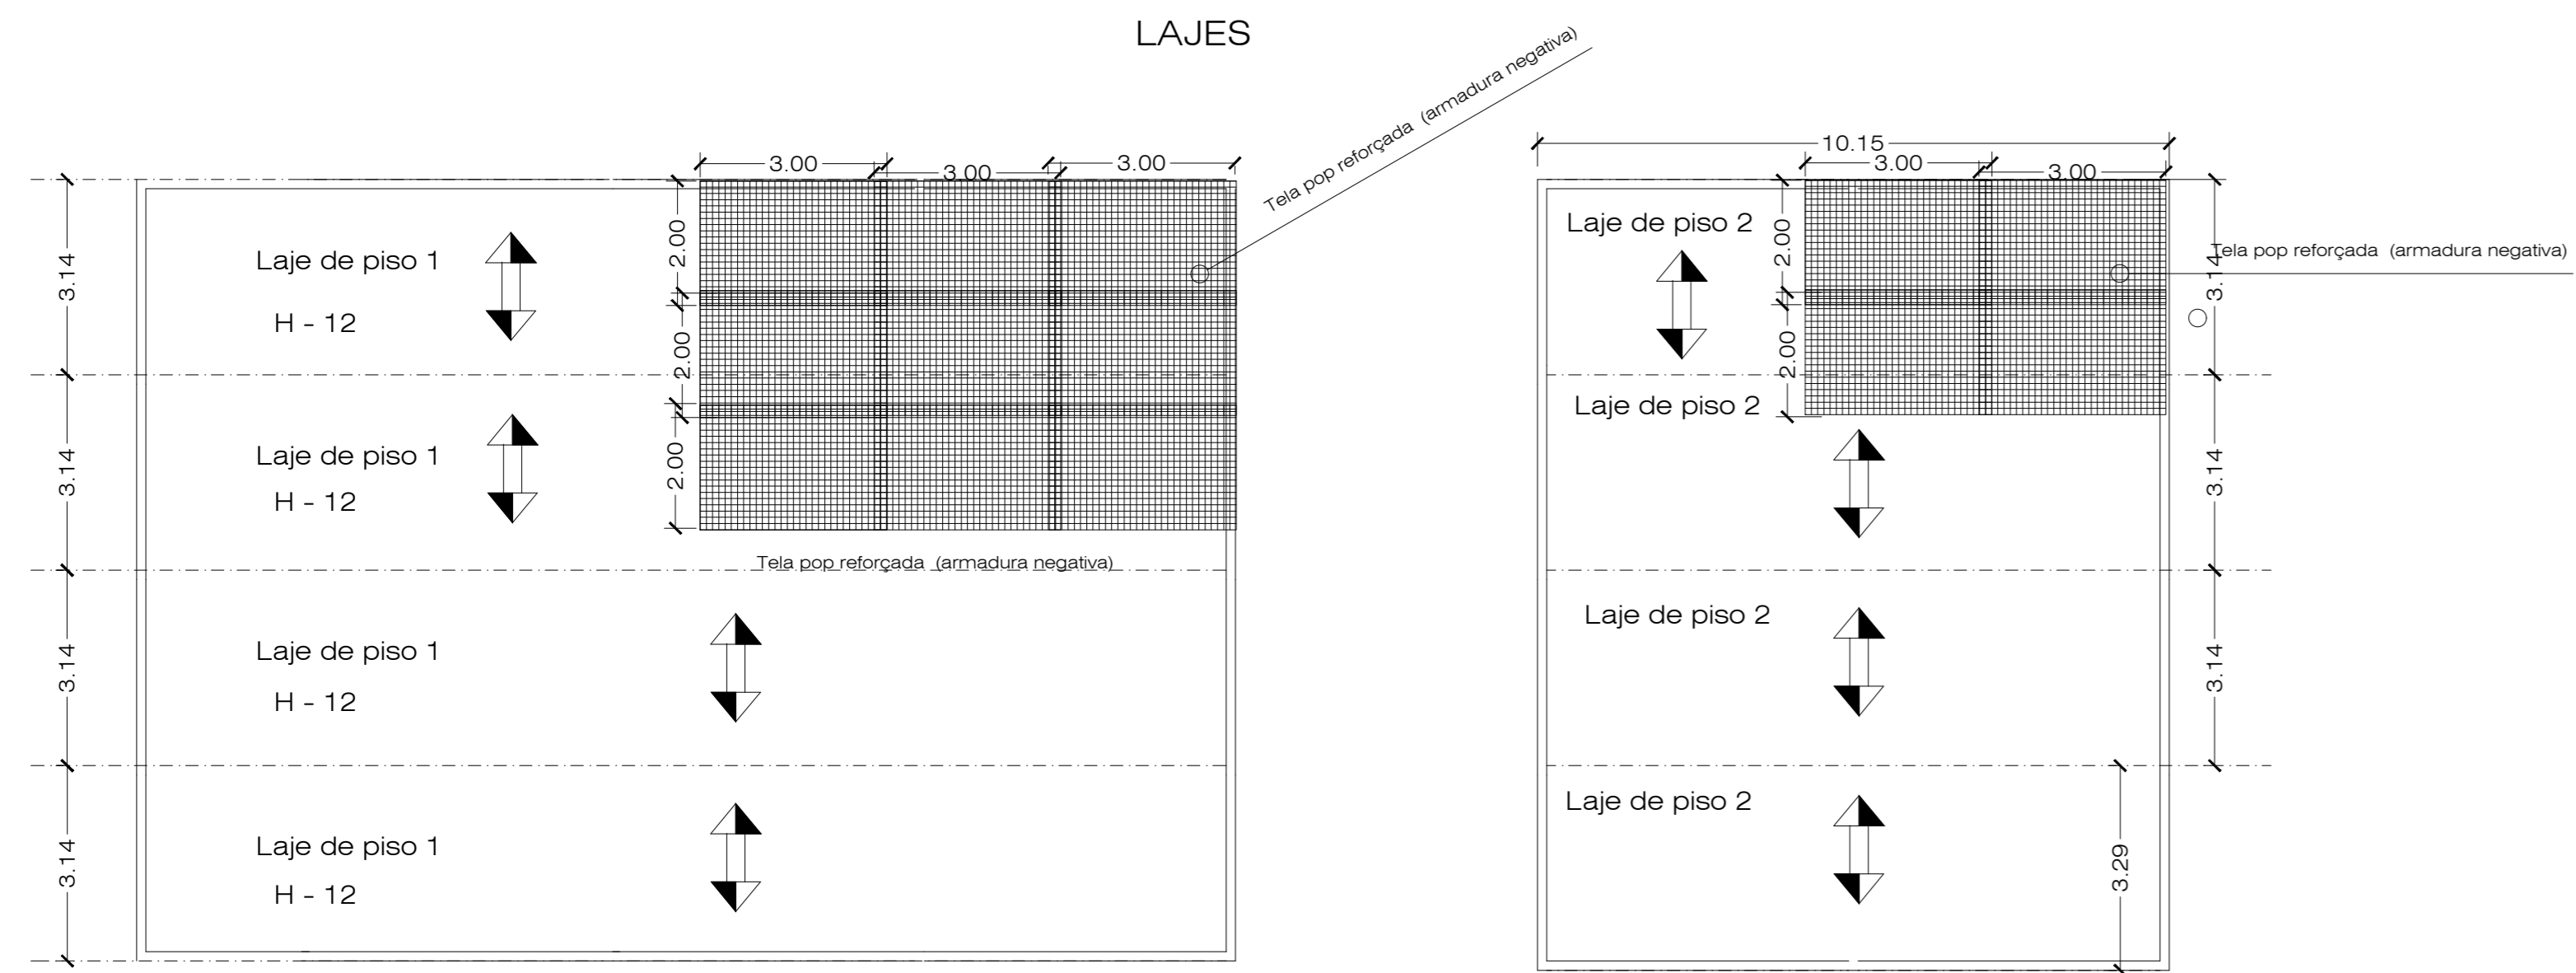 LAJES
Tela pop reforçada (armadura negativa)
3.00
3.00
3.00
2.00
2.00
2.00
3.14
3.14
3.14
3.14
Laje de piso 1
H - 12
Laje de piso 1
H - 12
Tela pop reforçada (armadura negativa)
Laje de piso 1
H - 12
Laje de piso 1
H - 12
10.15
3.00
3.00
2.00
2.00
Laje de piso 2
Tela pop reforçada (armadura negativa)
3.14
Laje de piso 2
3.14
Laje de piso 2
3.14
Laje de piso 2
3.29